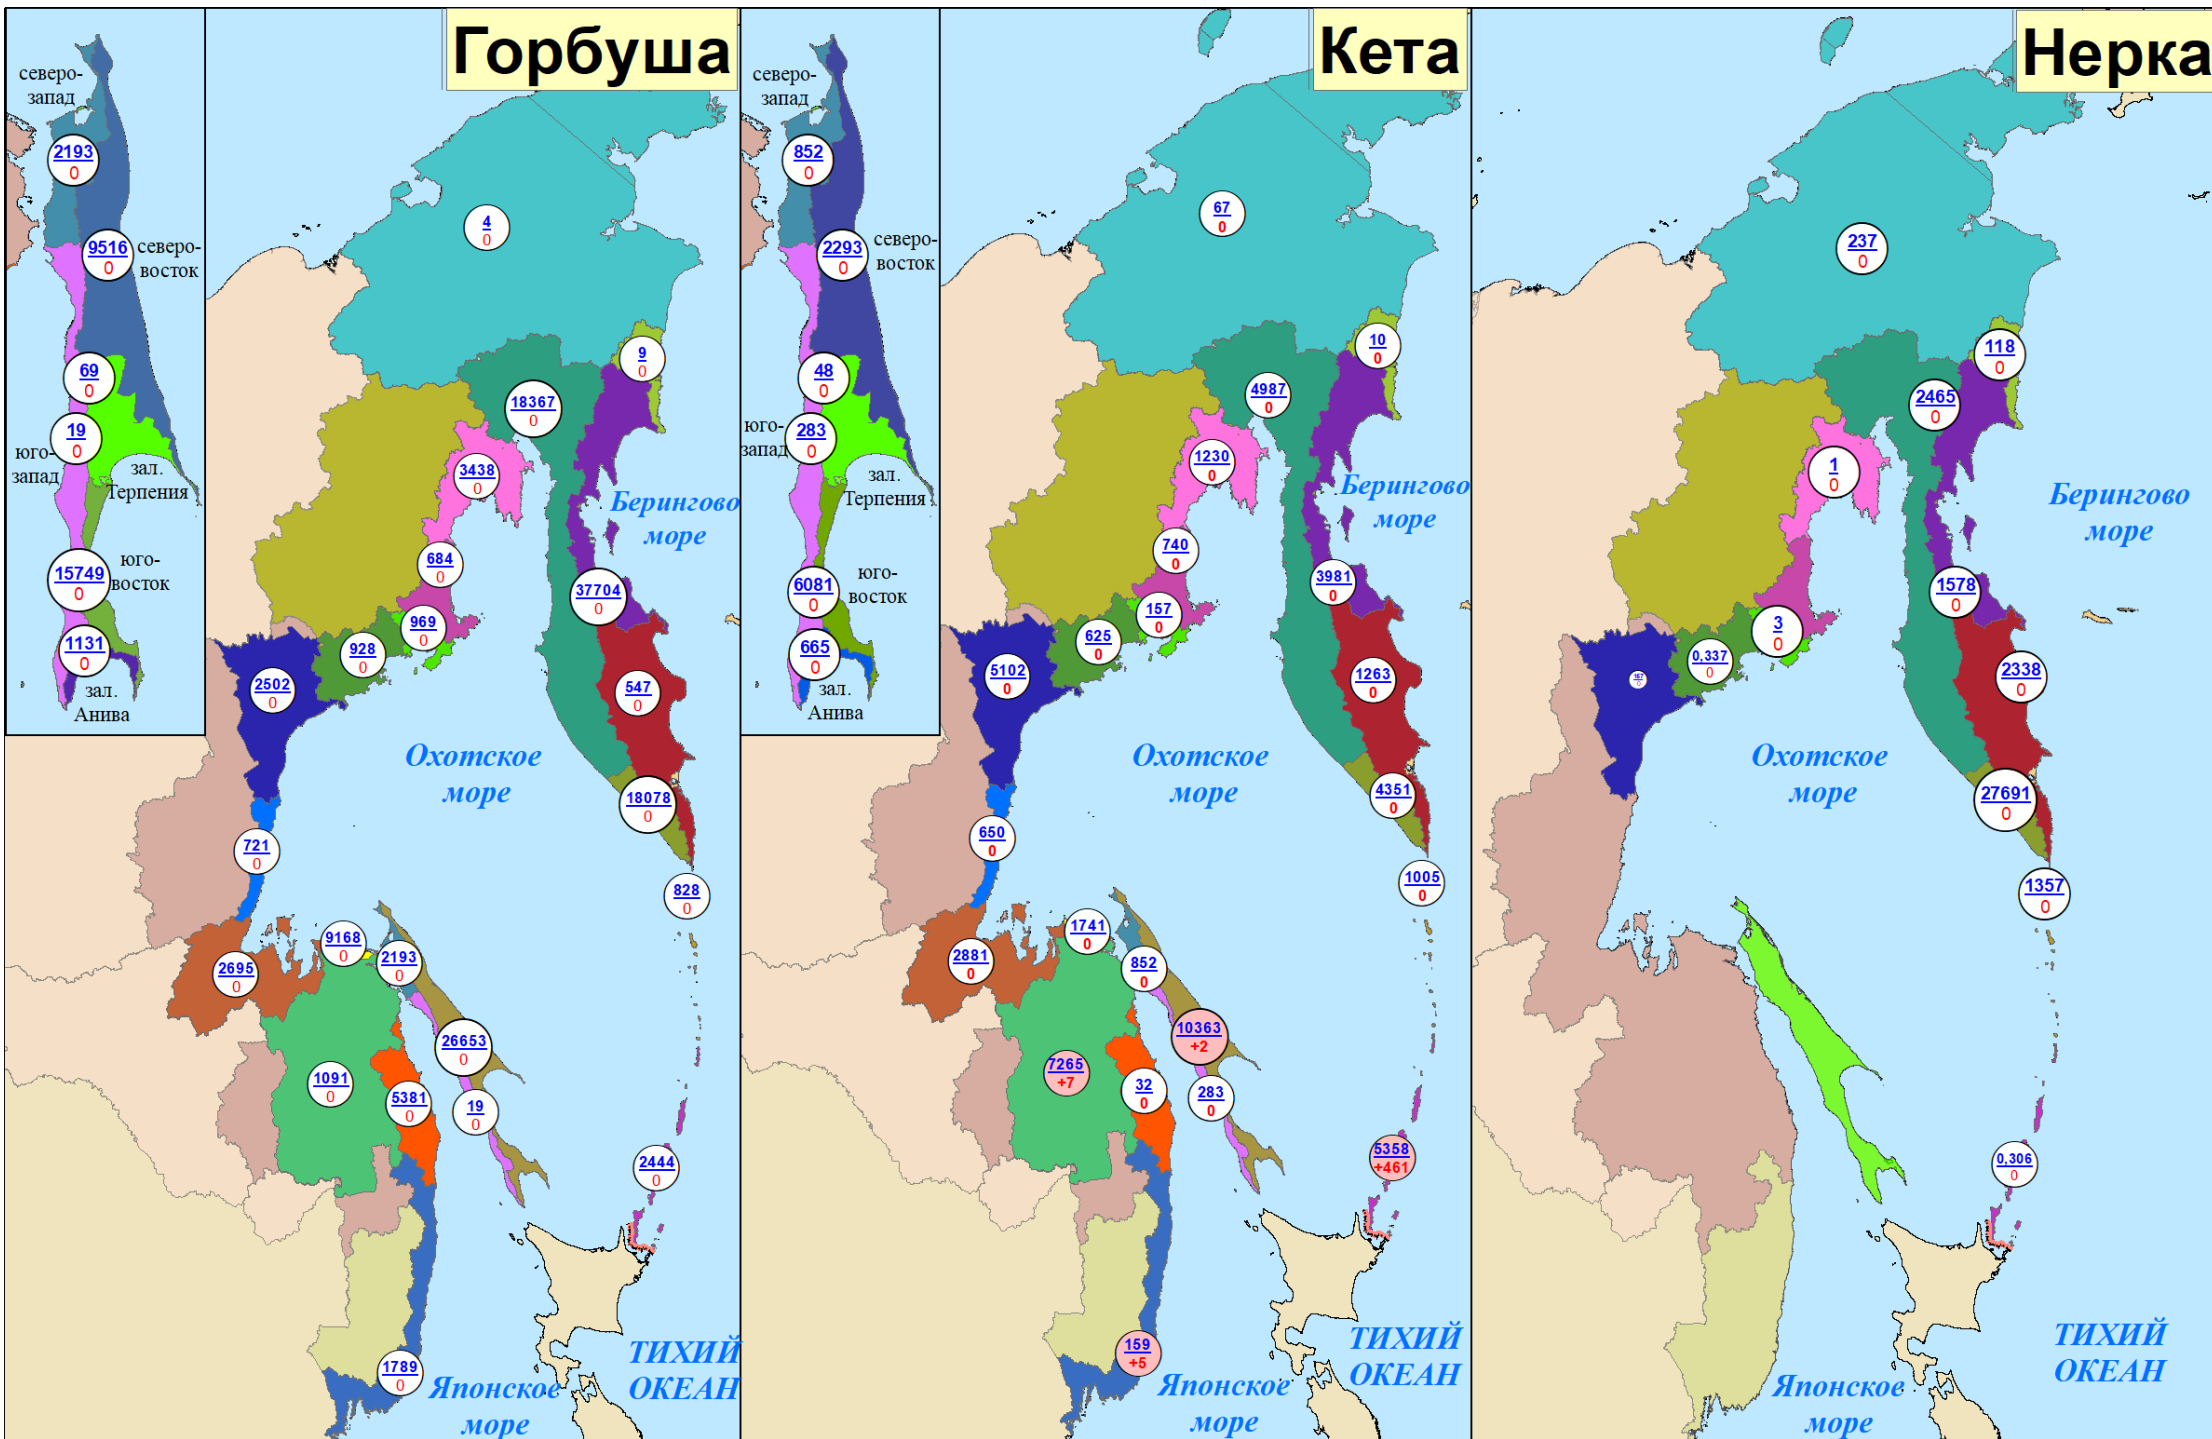 Горбуша
северо-
запад
2193
0
9516
0
северо-
восток
69
0
19
0
юго-
запад
зал.
Терпения
15749
0
юго-
восток
1131
0
зал.
Анива
4
0
9
0
18367
0
3438
0
Берингово
море
684
0
37704
0
969
0
928
0
2502
0
547
0
Охотское
море
18078
0
721
0
828
0
9168
0
2193
0
2695
0
26653
0
1091
0
5381
0
19
0
2444
0
ТИХИЙ
ОКЕАН
1789
0
Японское
море
Кета
северо-
запад
852
0
2293
0
северо-
восток
48
0
283
0
юго-
запад
зал.
Терпения
6081
0
юго-
восток
665
0
зал.
Анива
67
0
10
0
4987
0
1230
0
Берингово
море
740
0
3981
0
157
0
625
0
5102
0
1263
0
Охотское
море
4351
0
650
0
1005
0
1741
0
852
0
2881
0
10363
+2
7265
+7
32
0
283
0
5358
+461
ТИХИЙ
ОКЕАН
159
+5
Японское
море
Нерка
237
0
118
0
2465
0
1
0
Берингово
море
1578
0
3
0
0,337
0
167
0
2338
0
Охотское
море
27691
0
1357
0
0,306
0
ТИХИЙ
ОКЕАН
Японское
море